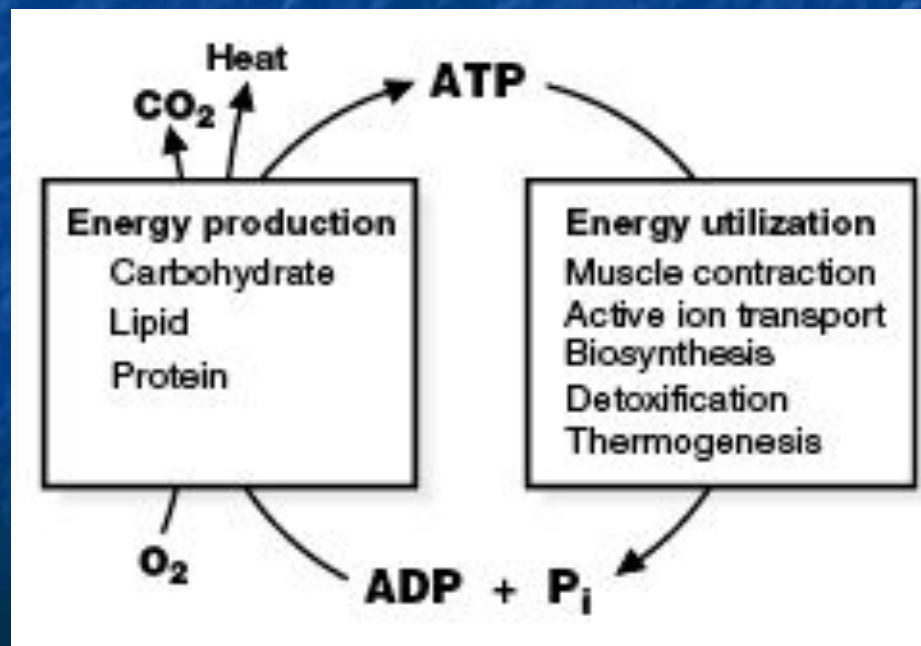 Heat
CO₂
ATP
Energy production
Carbohydrate
Lipid
Protein
Energy utilization
Muscle contraction
Active ion transport
Biosynthesis
Detoxification
Thermogenesis
O₂
ADP + Pᵢ